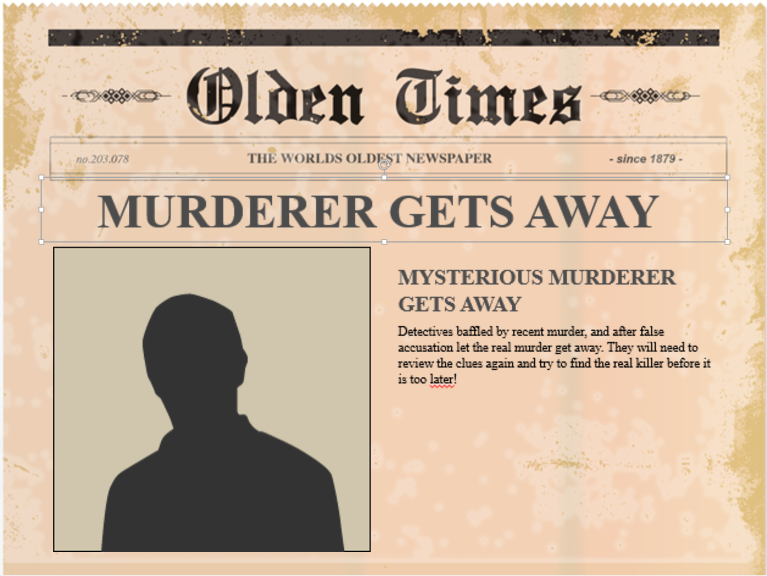 Olden Times
no.203.078 THE WORLDS OLDEST NEWSPAPER - since 1879 -
MURDERER GETS AWAY
MYSTERIOUS MURDERER
GETS AWAY
Detectives baffled by recent murder, and after false
accusation let the real murder get away. They will need to
review the clues again and try to find the real killer before it
is too later!